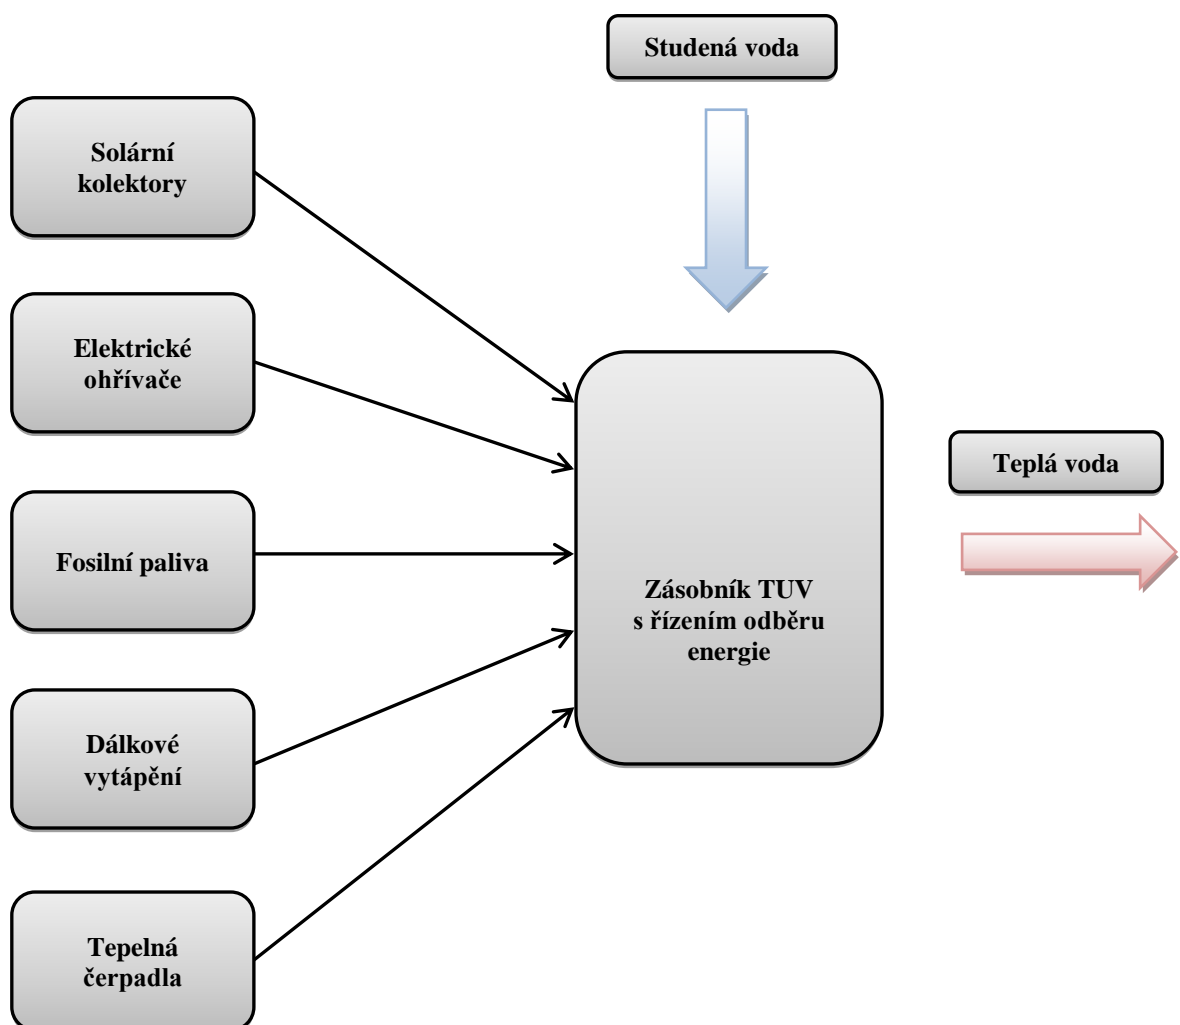 Studená voda
Solární
kolektory
Elektrické
ohřívače
Teplá voda
Fosilní paliva
Zásobník TUV
s řízením odběru
energie
Dálkové
vytápění
Tepelná
čerpadla